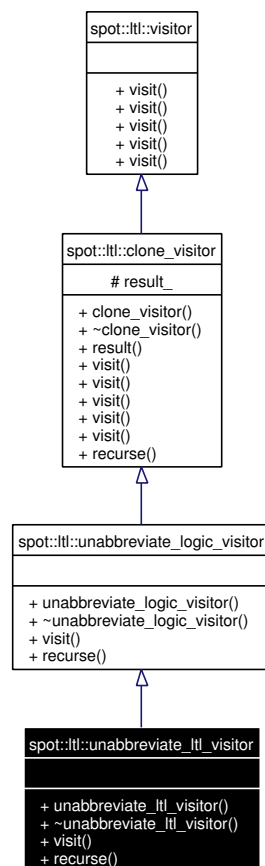 spot::ltl::visitor
+ visit()
+ visit()
+ visit()
+ visit()
+ visit()
spot::ltl::clone_visitor
# result_
+ clone_visitor()
+ ~clone_visitor()
+ result()
+ visit()
+ visit()
+ visit()
+ visit()
+ visit()
+ recurse()
spot::ltl::unabbreviate_logic_visitor
+ unabbreviate_logic_visitor()
+ ~unabbreviate_logic_visitor()
+ visit()
+ recurse()
spot::ltl::unabbreviate_ltl_visitor
+ unabbreviate_ltl_visitor()
+ ~unabbreviate_ltl_visitor()
+ visit()
+ recurse()